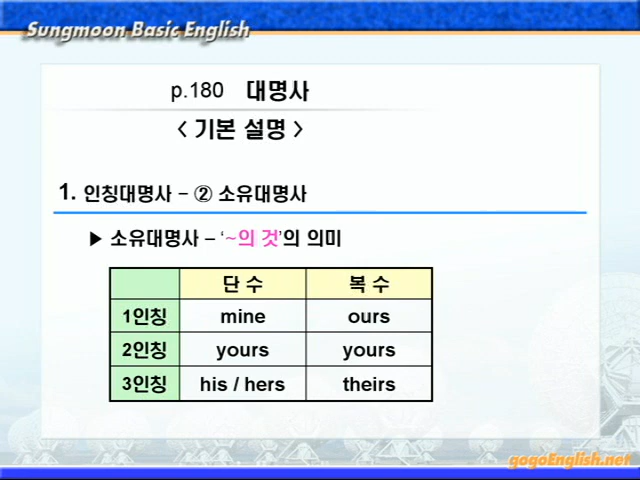 Sungmoon Basic English
p.180 대명사
< 기본 설명 >
1. 인칭대명사 – ② 소유대명사
▶ 소유대명사 – ‘~의 것’의 의미
단 수 복 수
1인칭 mine ours
2인칭 yours yours
3인칭 his / hers theirs
gogoEnglish.net